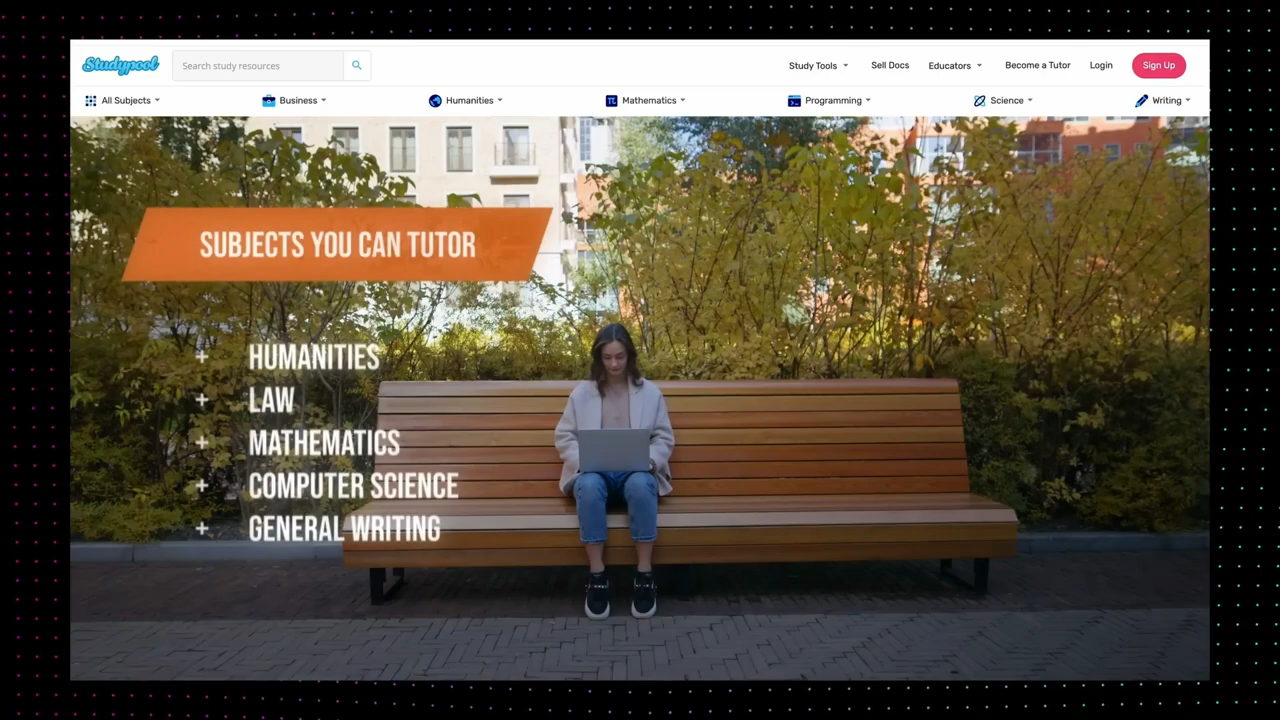 Studypool
Search study resources
Study Tools
Sell Docs
Educators
Become a Tutor
Login
Sign Up
All Subjects
Business
Humanities
Mathematics
Programming
Science
Writing
SUBJECTS YOU CAN TUTOR
+ HUMANITIES
+ LAW
+ MATHEMATICS
+ COMPUTER SCIENCE
+ GENERAL WRITING